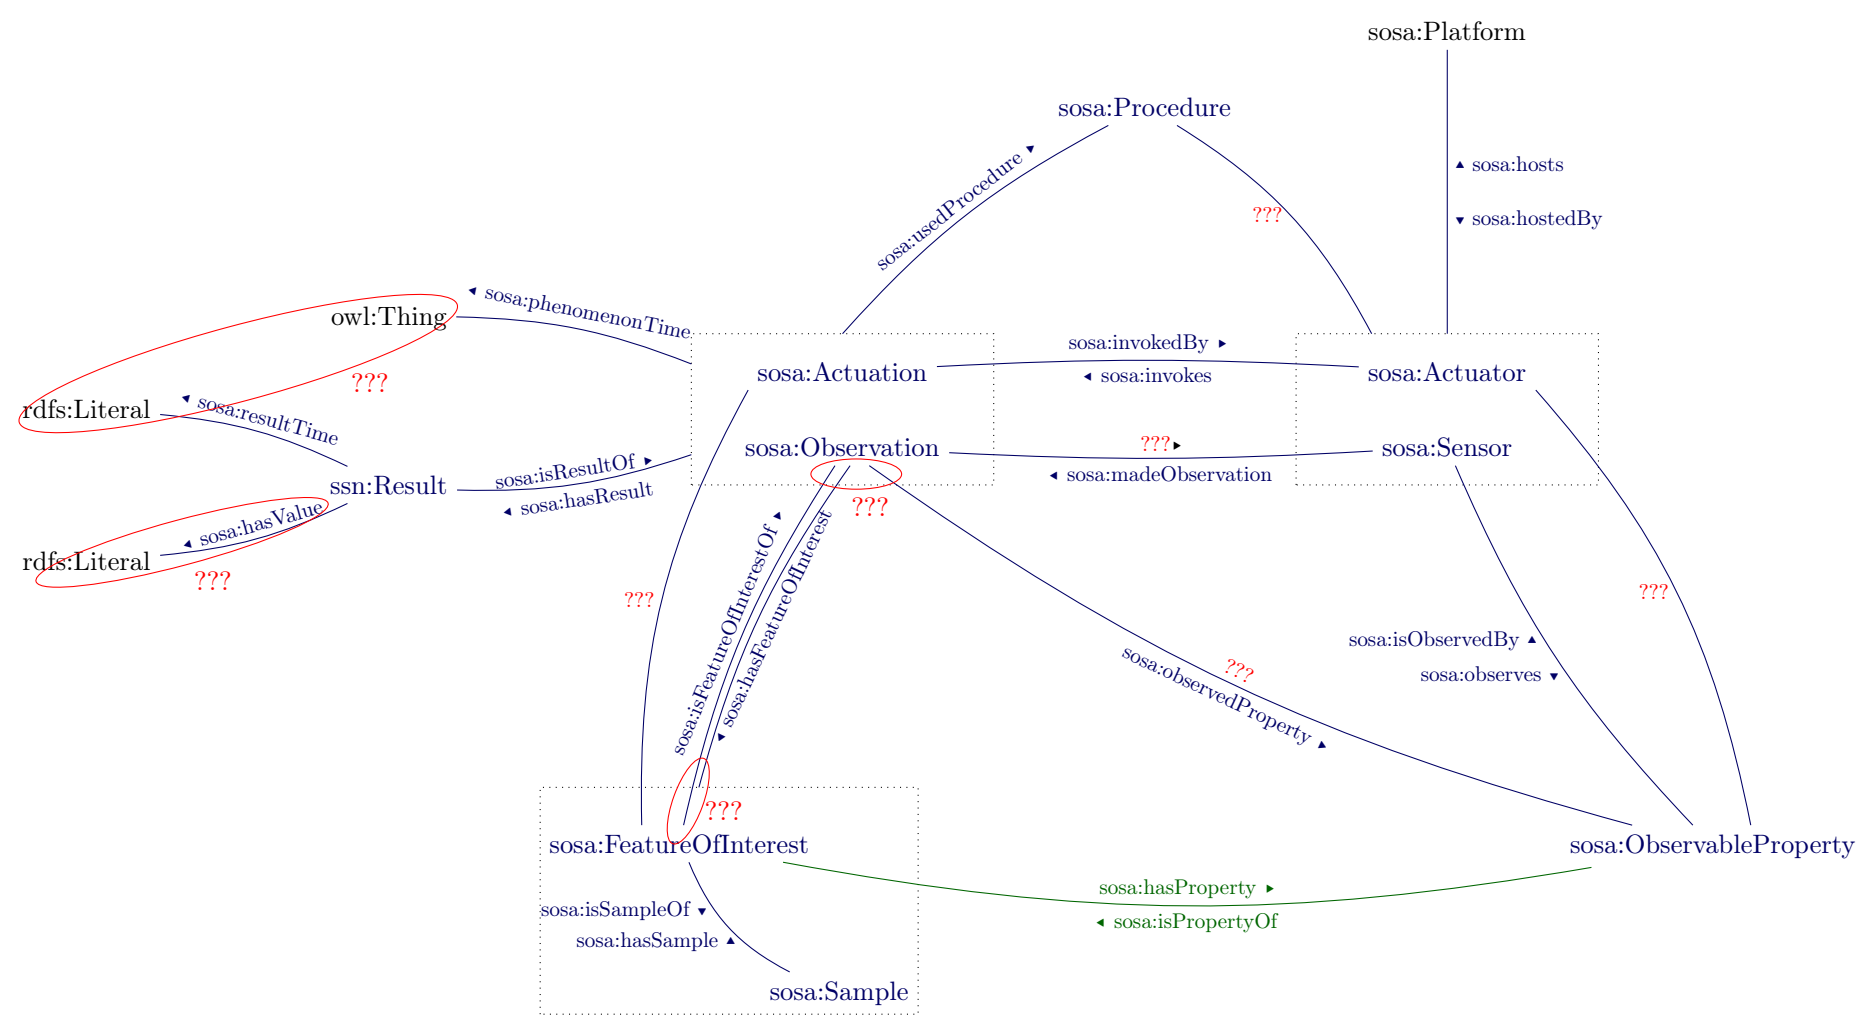 sosa:Platform
sosa:Procedure
sosa:hosts
sosa:usedProcedure
???
sosa:hostedBy
sosa:phenomenonTime
owl:Thing
sosa:invokedBy
sosa:Actuation
sosa:invokes
sosa:Actuator
???
rdfs:Literal
sosa:resultTime
sosa:Observation
???
sosa:Sensor
sosa:isResultOf
sosa:madeObservation
ssn:Result
sosa:hasResult
???
sosa:hasValue
rdfs:Literal
???
???
sosa:isFeatureOfInterestOf
sosa:hasFeatureOfInterest
???
sosa:isObservedBy
???
sosa:observedProperty
sosa:observes
???
sosa:FeatureOfInterest
sosa:ObservableProperty
sosa:hasProperty
sosa:isSampleOf
sosa:isPropertyOf
sosa:hasSample
sosa:Sample